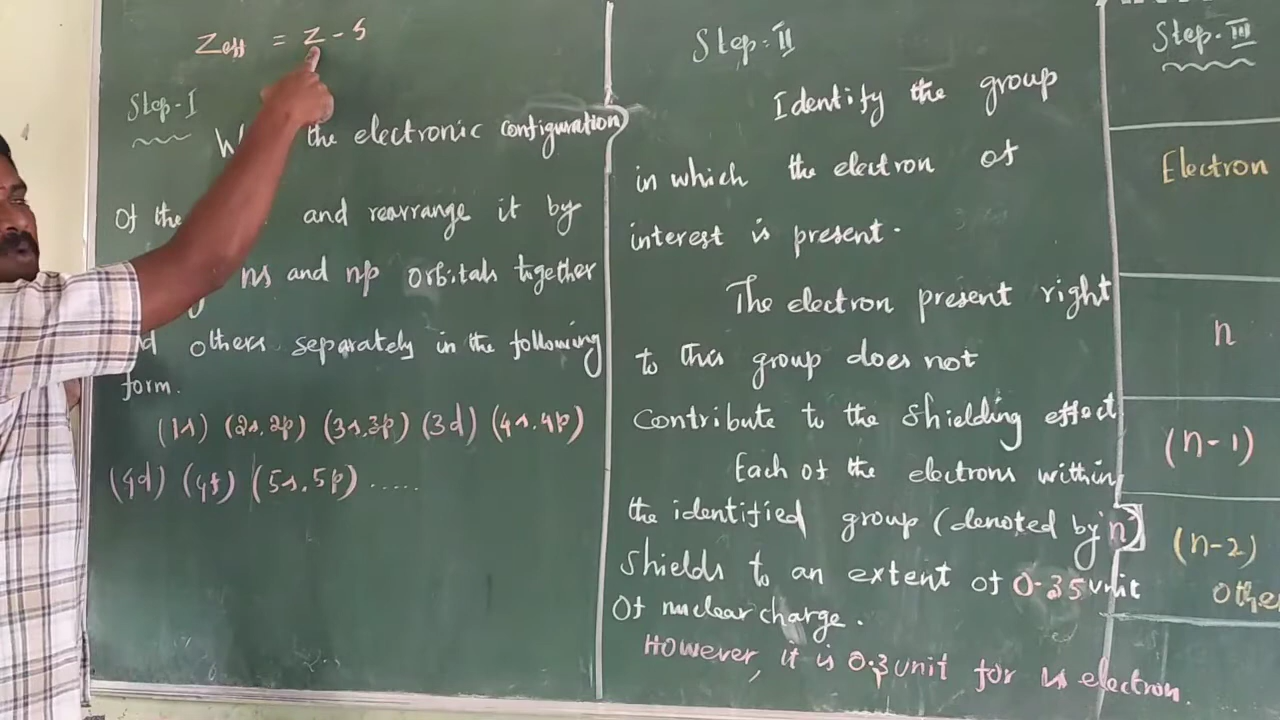 Zeff = Z - S
Step-I
the electronic configuration
Of the and rearrange it by
ns and np orbitals together
others separately in the following
form.
(1s) (2s.2p) (3s.3p) (3d) (4s.4p)
(4d) (4f) (5s.5p) .....
Step-II
Identify the group
in which the electron of
interest is present.
The electron present right
to this group does not
Contribute to the shielding effect
Each of the electrons within
the identified group (denoted by 'n')
shields to an extent of 0.35 unit
Of nuclear charge.
However, it is 0.3 unit for 1s electron.
Step-III
Electron
n
(n-1)
(n-2)